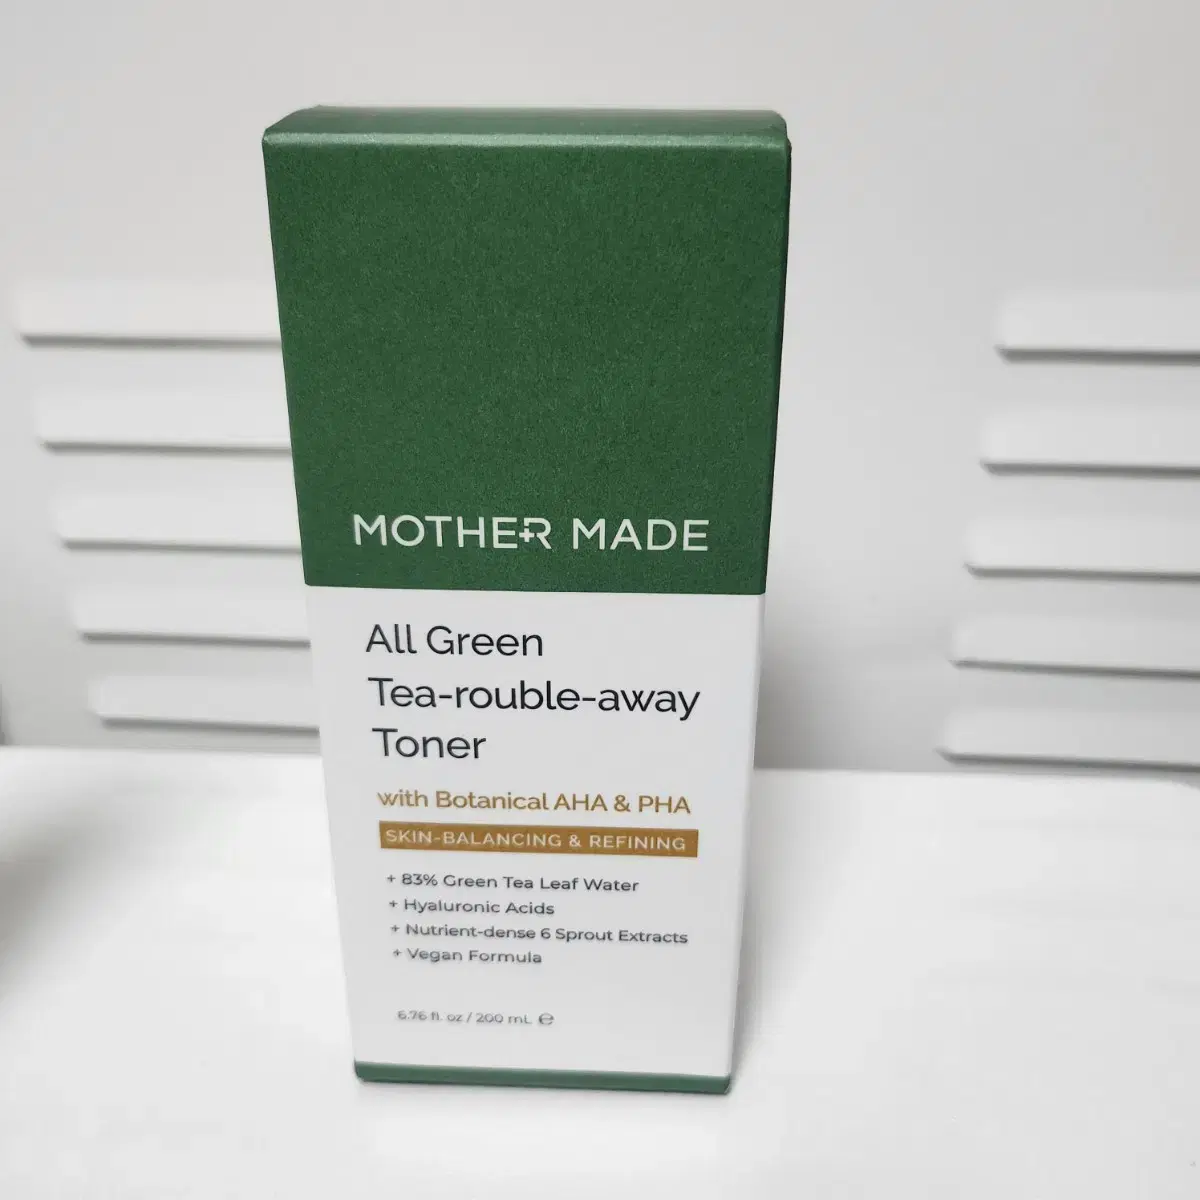 MOTHER MADE
All Green
Tea-rouble-away
Toner
with Botanical AHA & PHA
SKIN-BALANCING & REFINING
+ 83% Green Tea Leaf Water
+ Hyaluronic Acids
+ Nutrient-dense 6 Sprout Extracts
+ Vegan Formula
6.76 fl. oz / 200 mL ℮